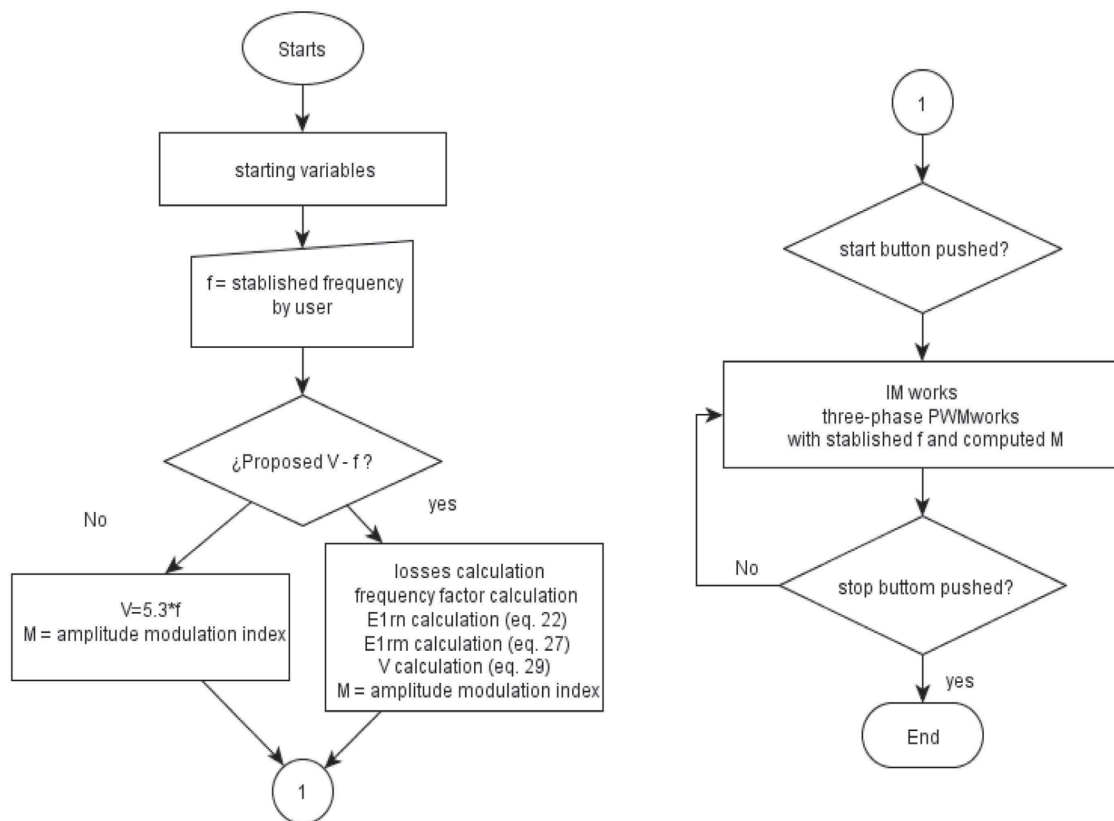 Starts
starting variables
f = stablished frequency
by user
¿Proposed V - f ?
No
yes
V=5.3*f
M = amplitude modulation index
losses calculation
frequency factor calculation
E1rn calculation (eq. 22)
E1rm calculation (eq. 27)
V calculation (eq. 29)
M = amplitude modulation index
1
1
start button pushed?
IM works
three-phase PWMworks
with stablished f and computed M
No
stop buttom pushed?
yes
End